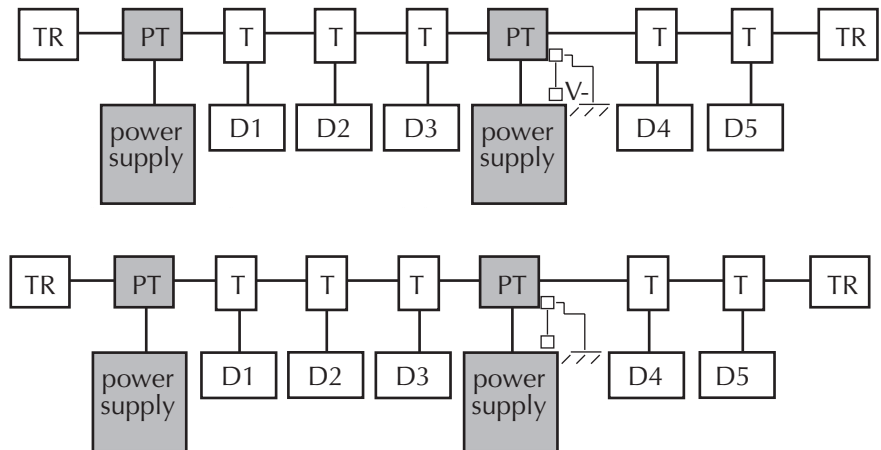 TR PT T T T PT T T TR
V-
power supply D1 D2 D3 power supply D4 D5
TR PT T T T PT T T TR
power supply D1 D2 D3 power supply D4 D5